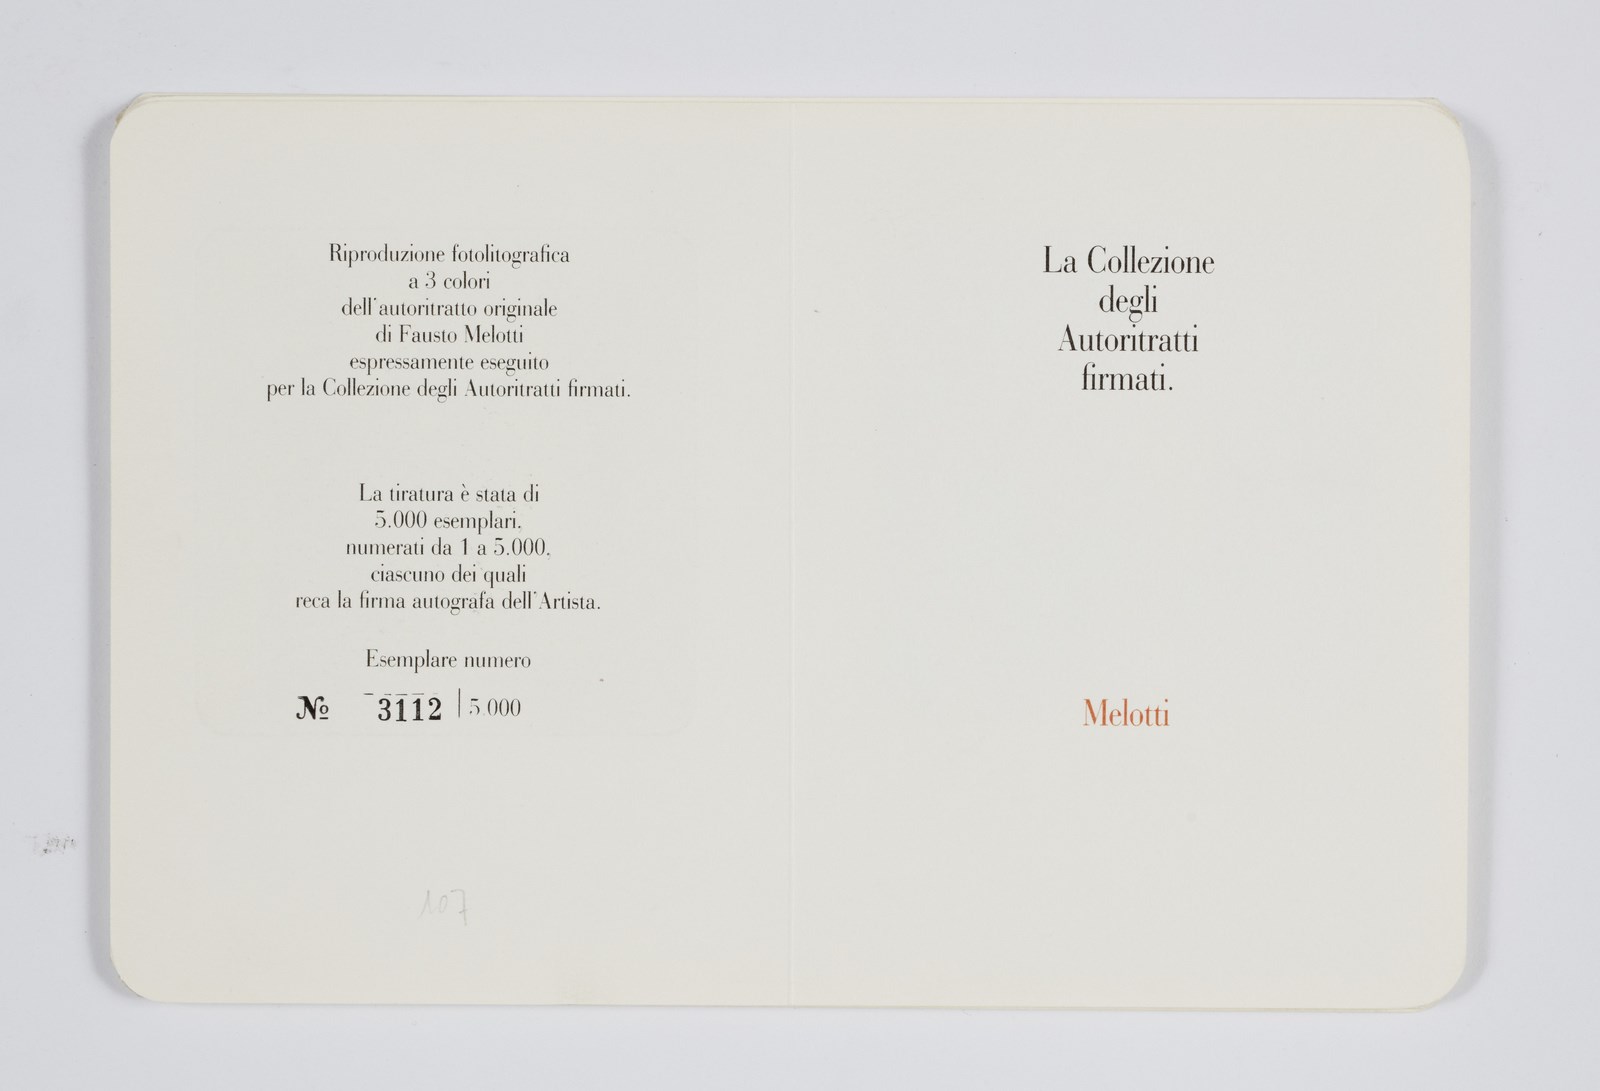 Riproduzione fotolitografica
a 3 colori
dell'autoritratto originale
di Fausto Melotti
espressamente eseguito
per la Collezione degli Autoritratti firmati.
La tiratura è stata di
5.000 esemplari,
numerati da 1 a 5.000,
ciascuno dei quali
reca la firma autografa dell'Artista.
Esemplare numero
№ 3112 | 5.000
107
La Collezione
degli
Autoritratti
firmati.
Melotti